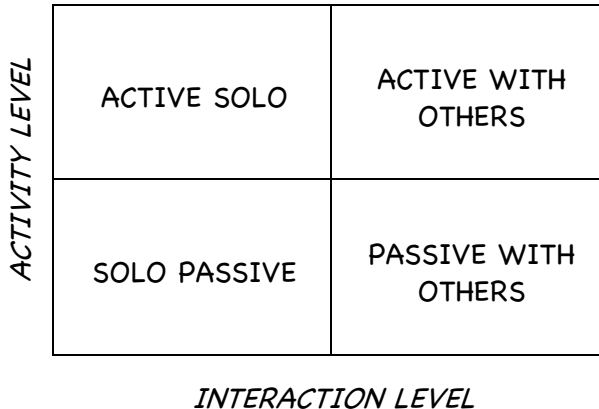 ACTIVITY LEVEL
ACTIVE SOLO
ACTIVE WITH
OTHERS
SOLO PASSIVE
PASSIVE WITH
OTHERS
INTERACTION LEVEL